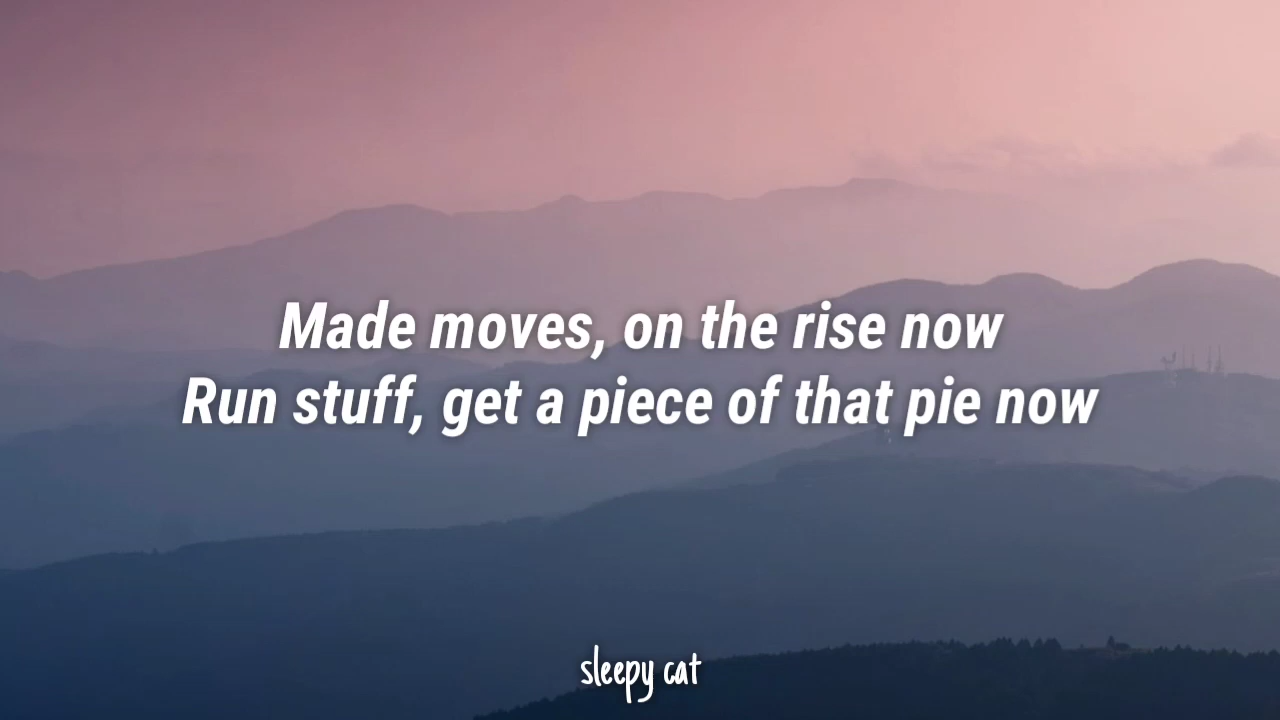 Made moves, on the rise now
Run stuff, get a piece of that pie now
sleepy cat